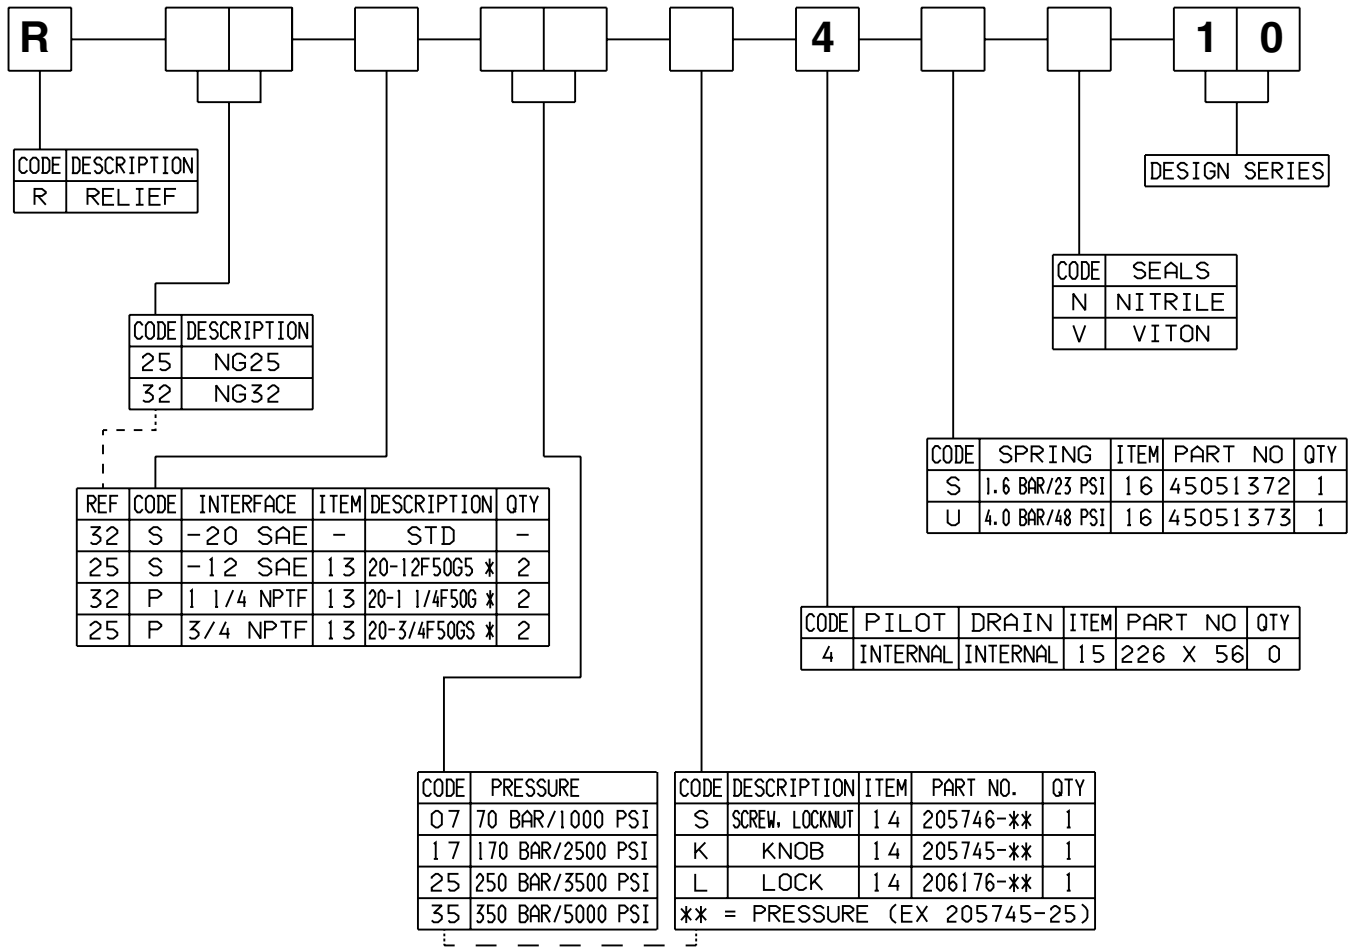 R 4 1 0
CODE DESCRIPTION
R RELIEF
DESIGN SERIES
CODE SEALS
N NITRILE
V VITON
CODE DESCRIPTION
25 NG25
32 NG32
CODE SPRING ITEM PART NO QTY
S 1.6 BAR/23 PSI 16 45051372 1
U 4.0 BAR/48 PSI 16 45051373 1
REF CODE INTERFACE ITEM DESCRIPTION QTY
32 S -20 SAE - STD -
25 S -12 SAE 13 20-12F50G5 * 2
32 P 1 1/4 NPTF 13 20-1 1/4F50G * 2
25 P 3/4 NPTF 13 20-3/4F50GS * 2
CODE PILOT DRAIN ITEM PART NO QTY
4 INTERNAL INTERNAL 15 226 X 56 0
CODE PRESSURE
07 70 BAR/1000 PSI
17 170 BAR/2500 PSI
25 250 BAR/3500 PSI
35 350 BAR/5000 PSI
CODE DESCRIPTION ITEM PART NO. QTY
S SCREW, LOCKNUT 14 205746-** 1
K KNOB 14 205745-** 1
L LOCK 14 206176-** 1
** = PRESSURE (EX 205745-25)